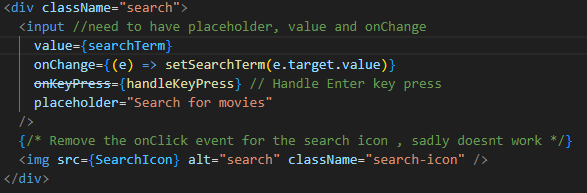 <div className="search">
<input //need to have placeholder, value and onChange
value={searchTerm}
onChange={(e) => setSearchTerm(e.target.value)}
onKeyPress={handleKeyPress} // Handle Enter key press
placeholder="Search for movies"
/>
{/* Remove the onClick event for the search icon , sadly doesnt work */}
<img src={SearchIcon} alt="search" className="search-icon" />
</div>